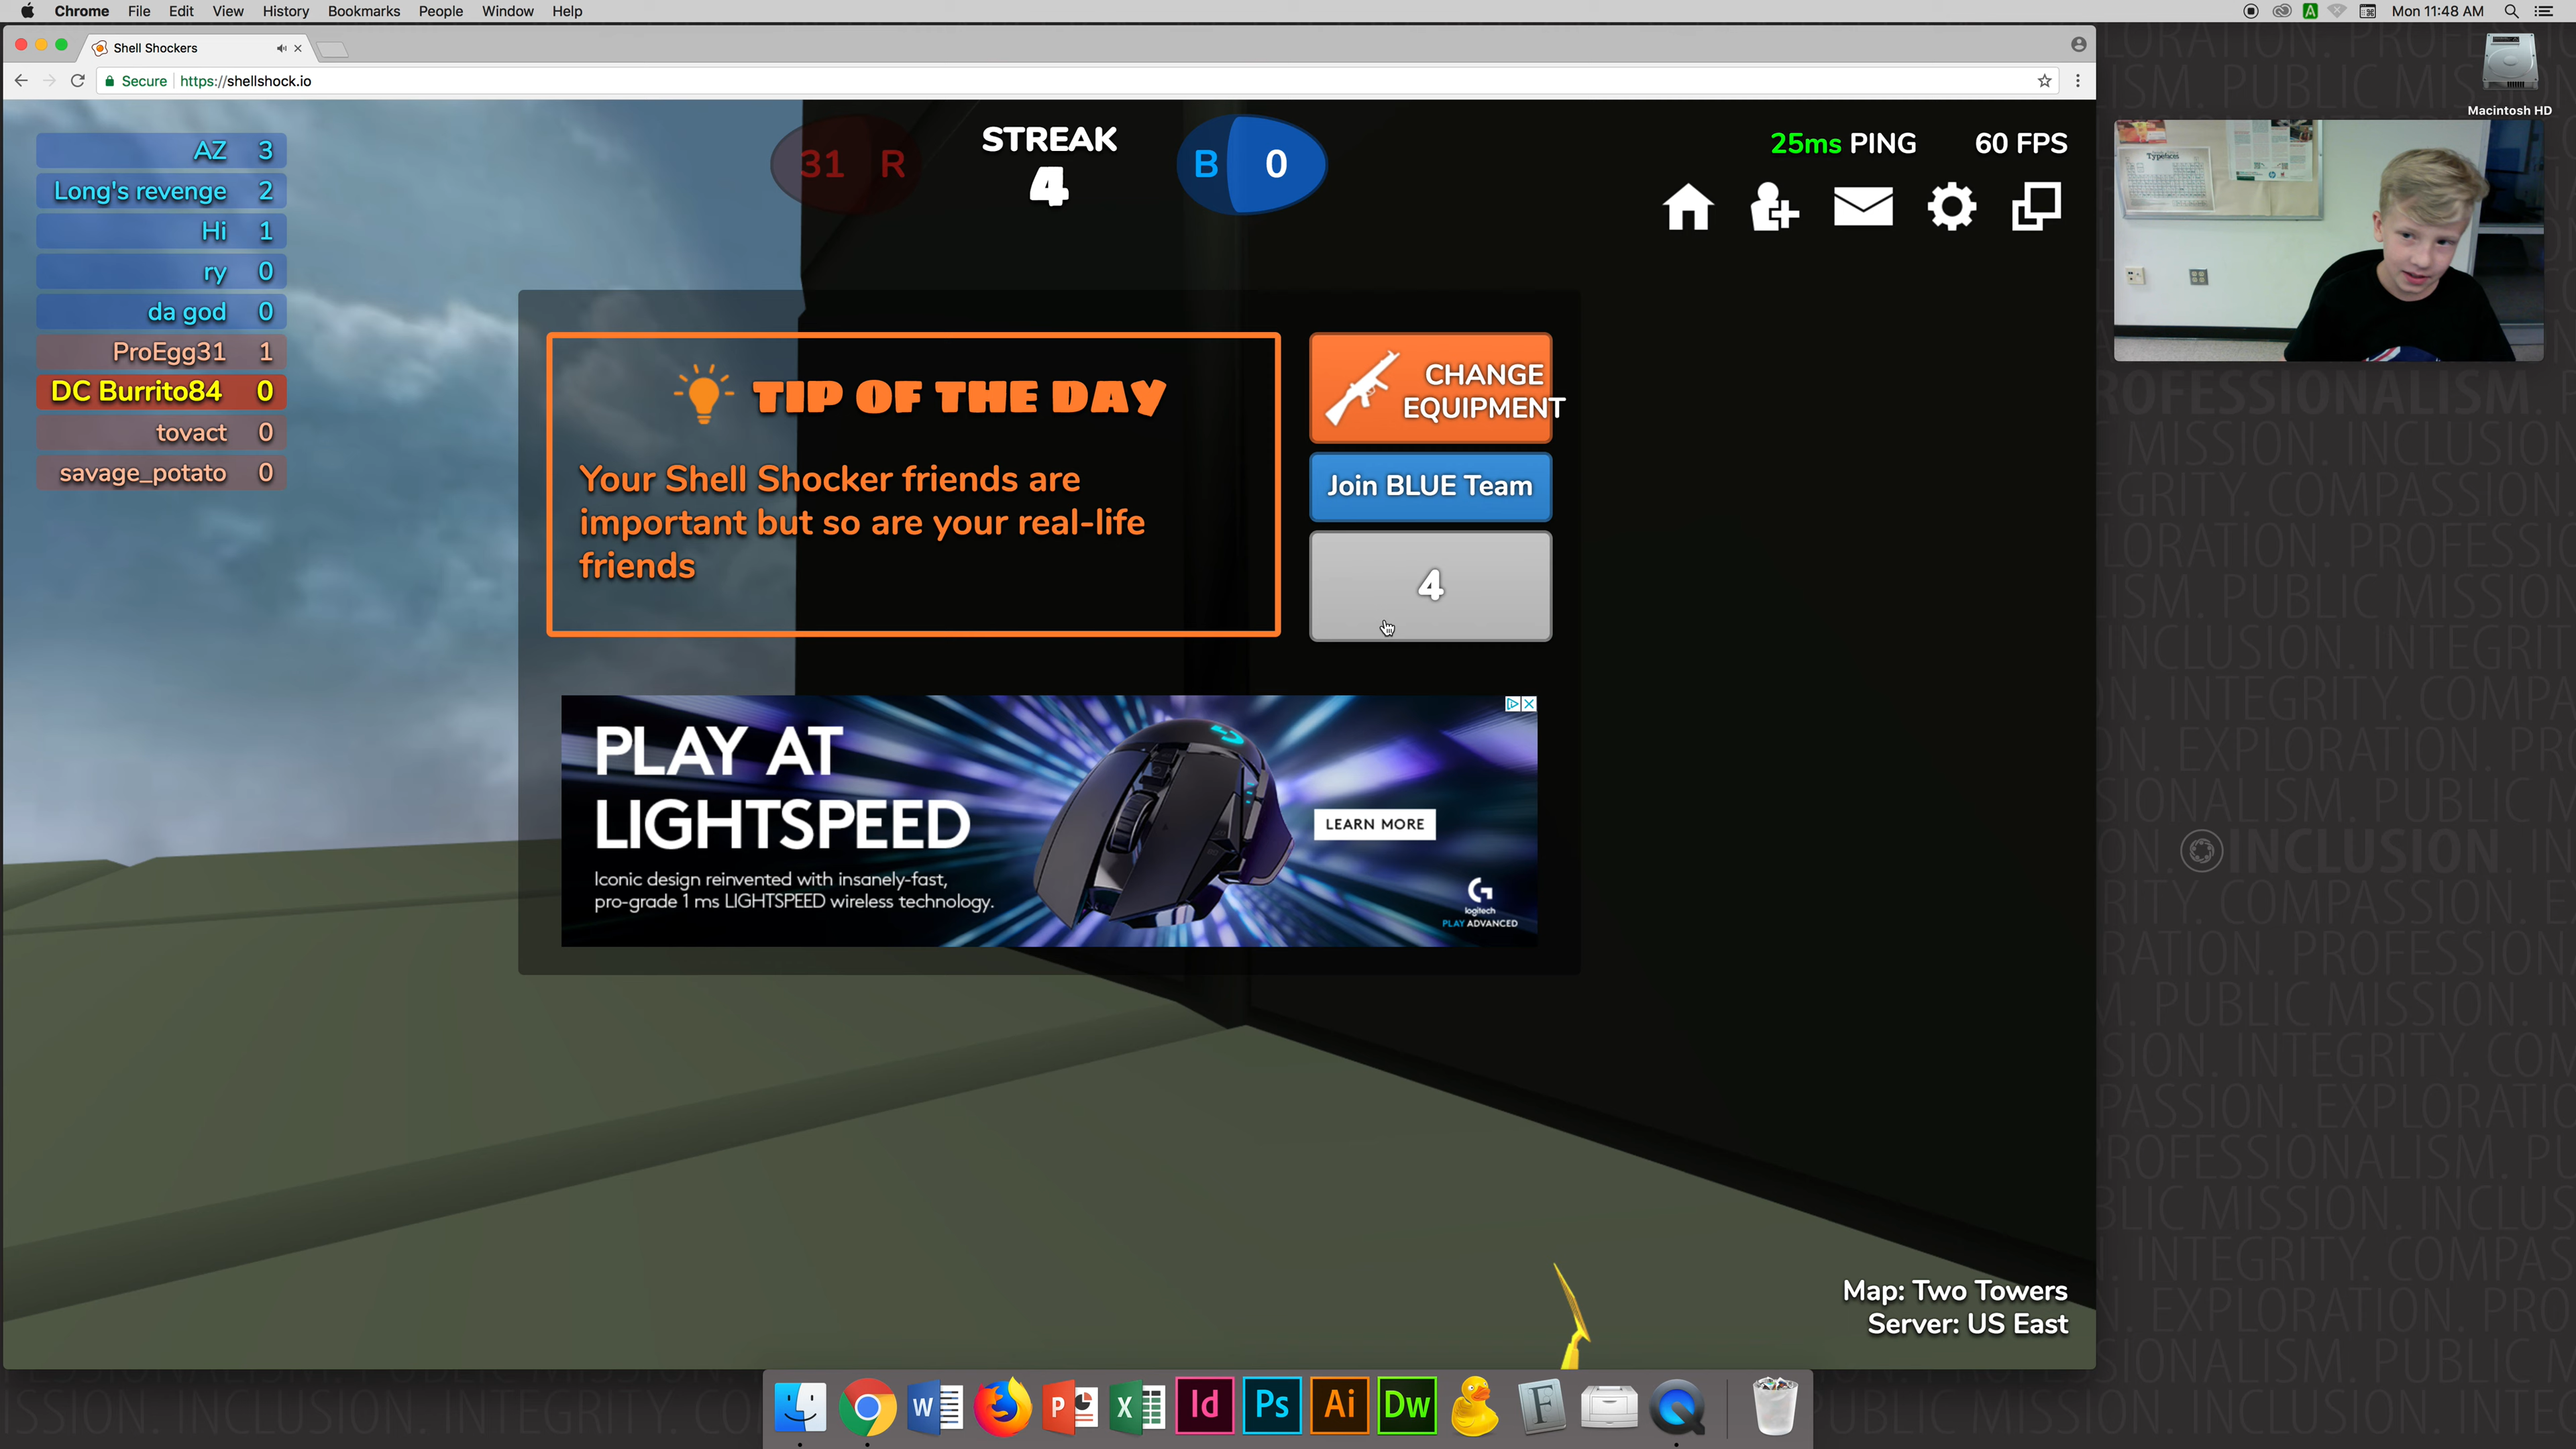 Chrome File Edit View History Bookmarks People Window Help
Mon 11:48 AM
Shell Shockers
Secure https://shellshock.io
Macintosh HD
AZ 3
Long's revenge 2
Hi 1
ry 0
da god 0
ProEgg31 1
DC Burrito84 0
tovact 0
savage_potato 0
31 R
STREAK
4
B 0
25ms PING 60 FPS
TIP OF THE DAY
Your Shell Shocker friends are
important but so are your real-life
friends
CHANGE
EQUIPMENT
Join BLUE Team
4
PLAY AT
LIGHTSPEED
Iconic design reinvented with insanely-fast,
pro-grade 1 ms LIGHTSPEED wireless technology.
LEARN MORE
logitech
PLAY ADVANCED
Map: Two Towers
Server: US East
Typefaces
INCLUSION
W P X Id Ps Ai Dw F